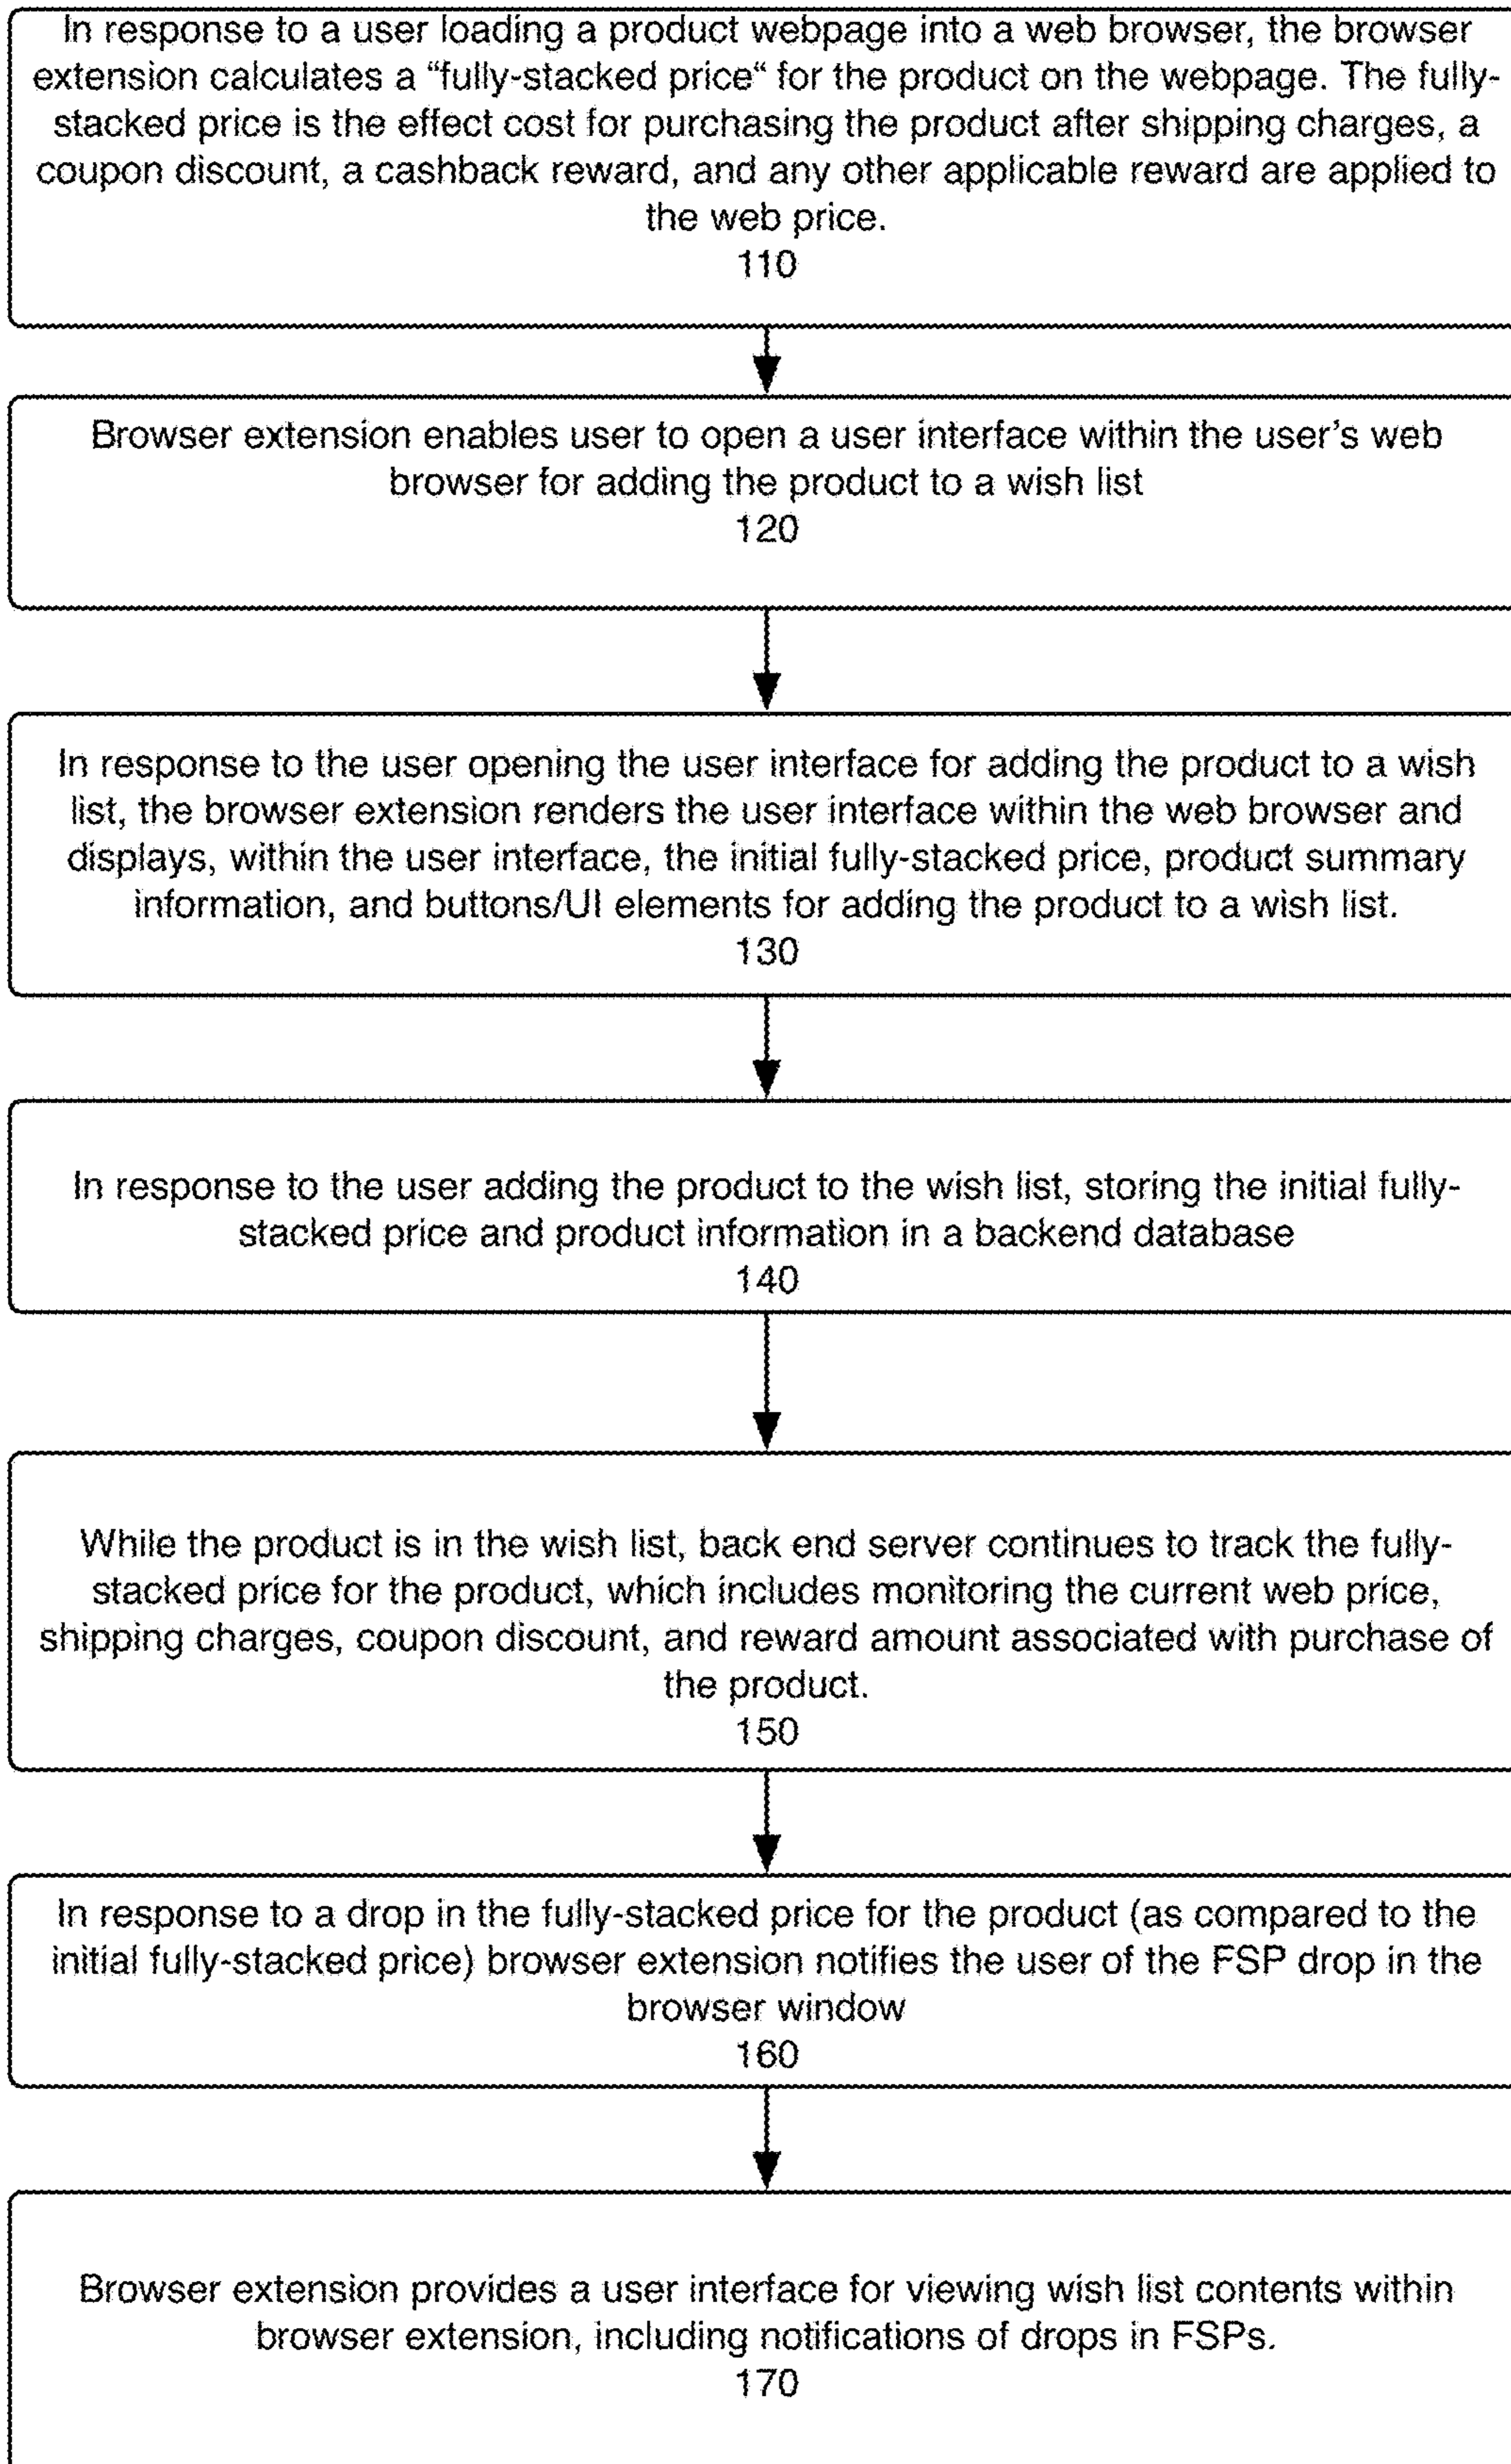 In response to a user loading a product webpage into a web browser, the browser
extension calculates a “fully-stacked price“ for the product on the webpage. The fully-
stacked price is the effect cost for purchasing the product after shipping charges, a
coupon discount, a cashback reward, and any other applicable reward are applied to
the web price.
110
Browser extension enables user to open a user interface within the user’s web
browser for adding the product to a wish list
120
In response to the user opening the user interface for adding the product to a wish
list, the browser extension renders the user interface within the web browser and
displays, within the user interface, the initial fully-stacked price, product summary
information, and buttons/UI elements for adding the product to a wish list.
130
In response to the user adding the product to the wish list, storing the initial fully-
stacked price and product information in a backend database
140
While the product is in the wish list, back end server continues to track the fully-
stacked price for the product, which includes monitoring the current web price,
shipping charges, coupon discount, and reward amount associated with purchase of
the product.
150
In response to a drop in the fully-stacked price for the product (as compared to the
initial fully-stacked price) browser extension notifies the user of the FSP drop in the
browser window
160
Browser extension provides a user interface for viewing wish list contents within
browser extension, including notifications of drops in FSPs.
170